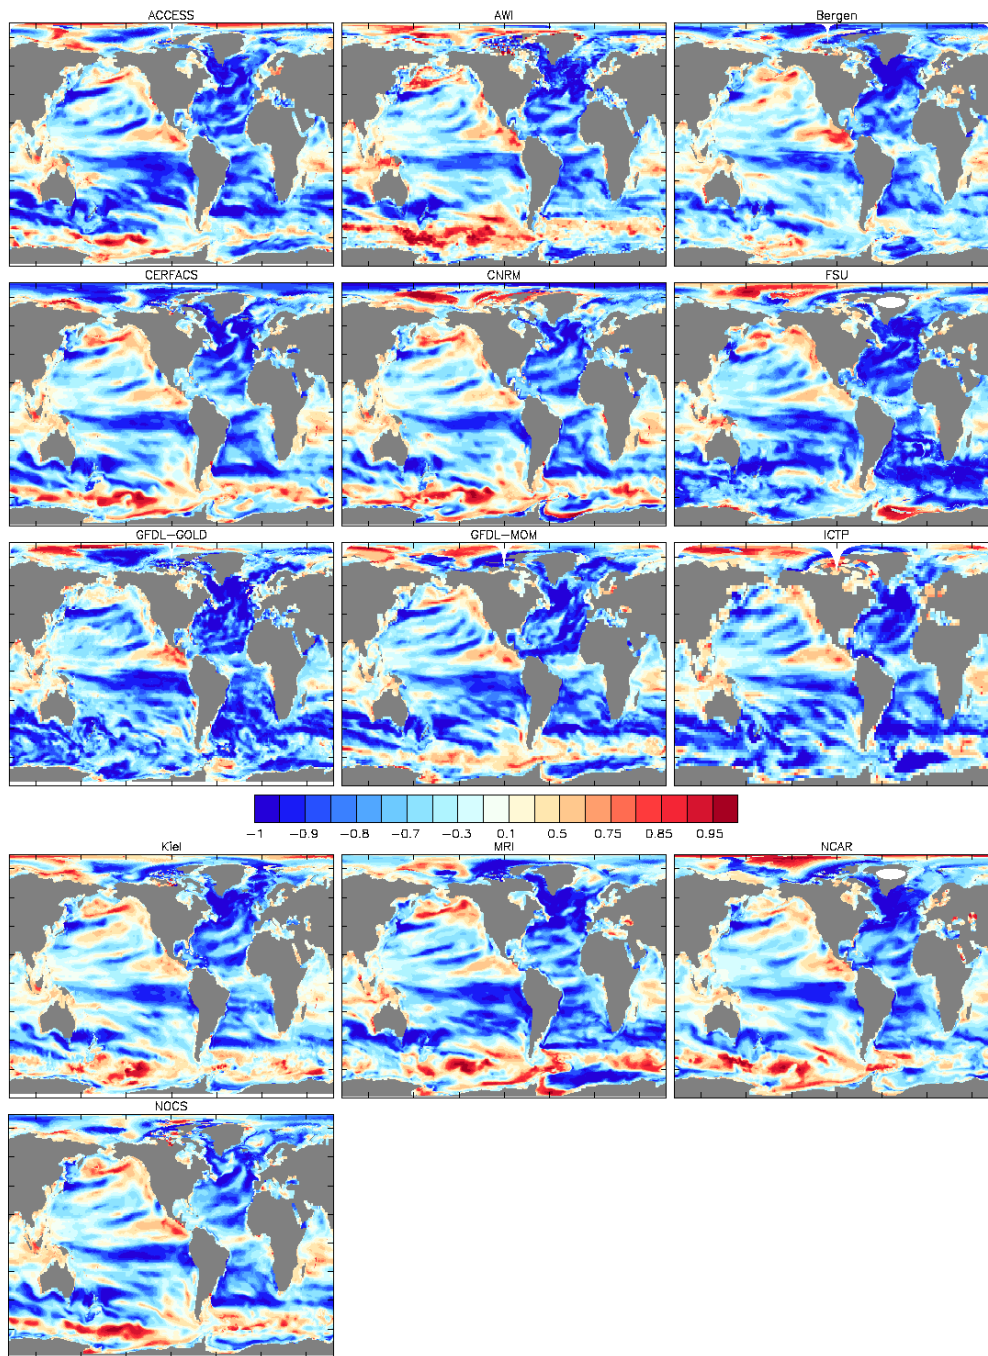 ACCESS AWI Bergen
CERFACS CNRM FSU
GFDL-GOLD GFDL-MOM ICTP
-1 -0.9 -0.8 -0.7 -0.3 0.1 0.5 0.75 0.85 0.95
Kiel MRI NCAR
NOCS